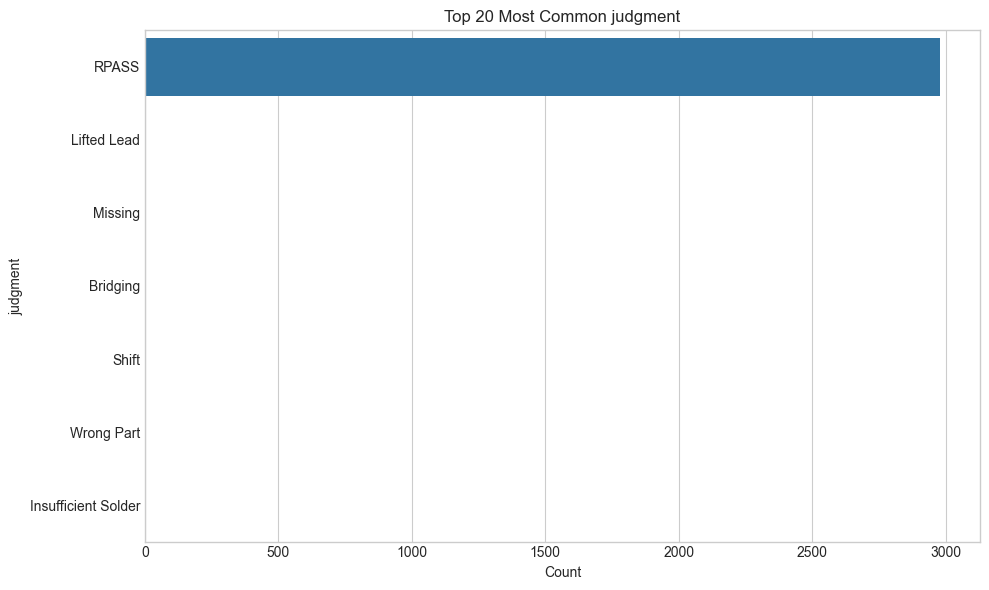 Top 20 Most Common judgment
RPASS
Lifted Lead
Missing
Bridging
Shift
Wrong Part
Insufficient Solder
judgment
0 500 1000 1500 2000 2500 3000
Count